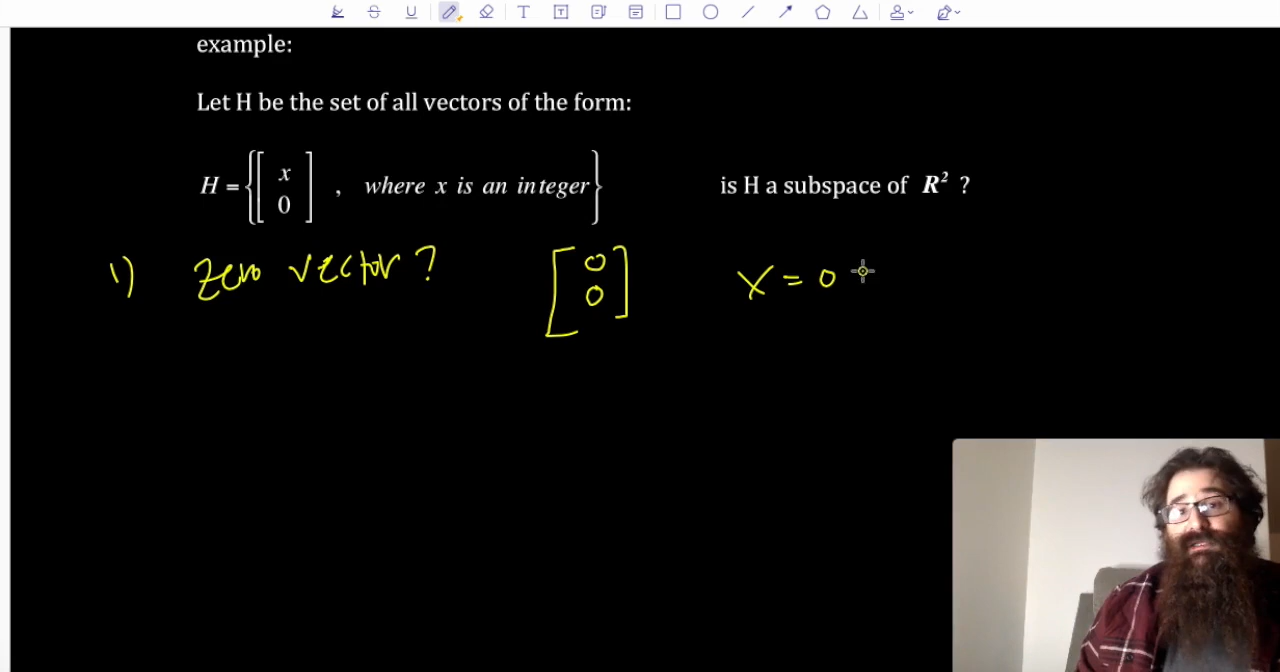 example:
Let H be the set of all vectors of the form:
H = { [ x 0 ] , where x is an integer } is H a subspace of R² ?
1) zero vector? [ 0 0 ] x = 0